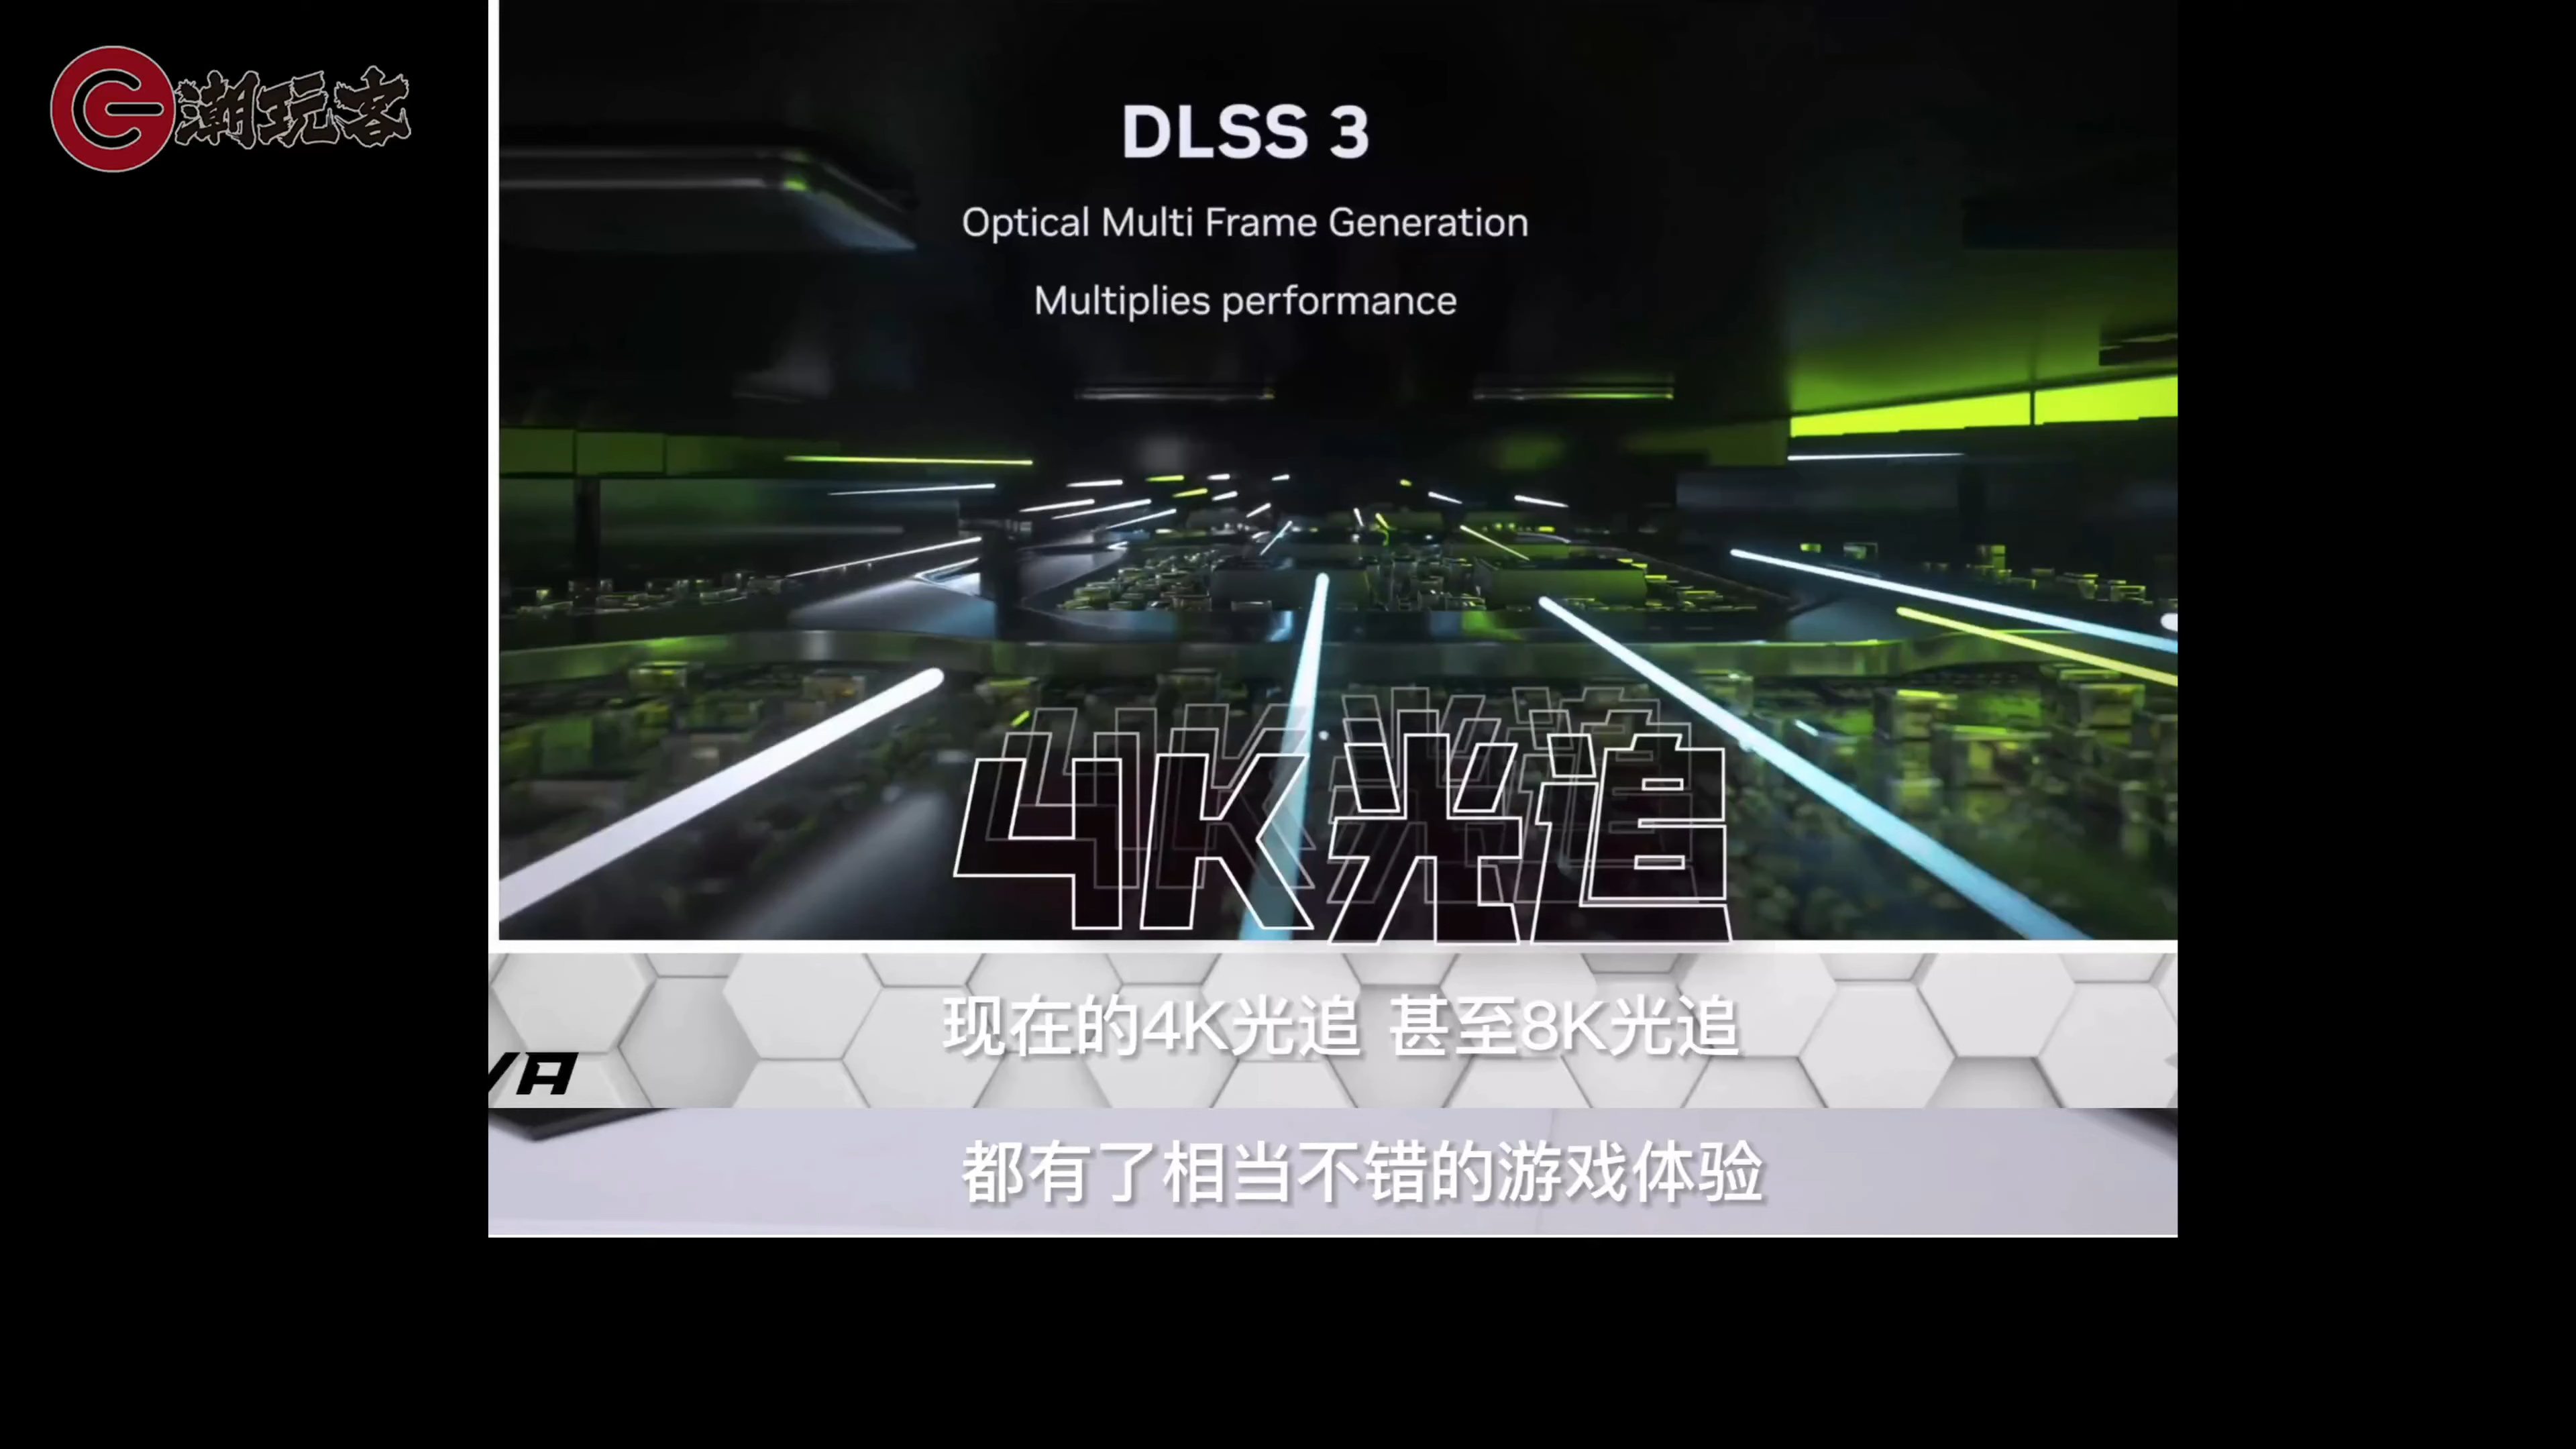 潮玩客
DLSS 3
Optical Multi Frame Generation
Multiplies performance
4K光追
现在的4K光追 甚至8K光追
VA
都有了相当不错的游戏体验